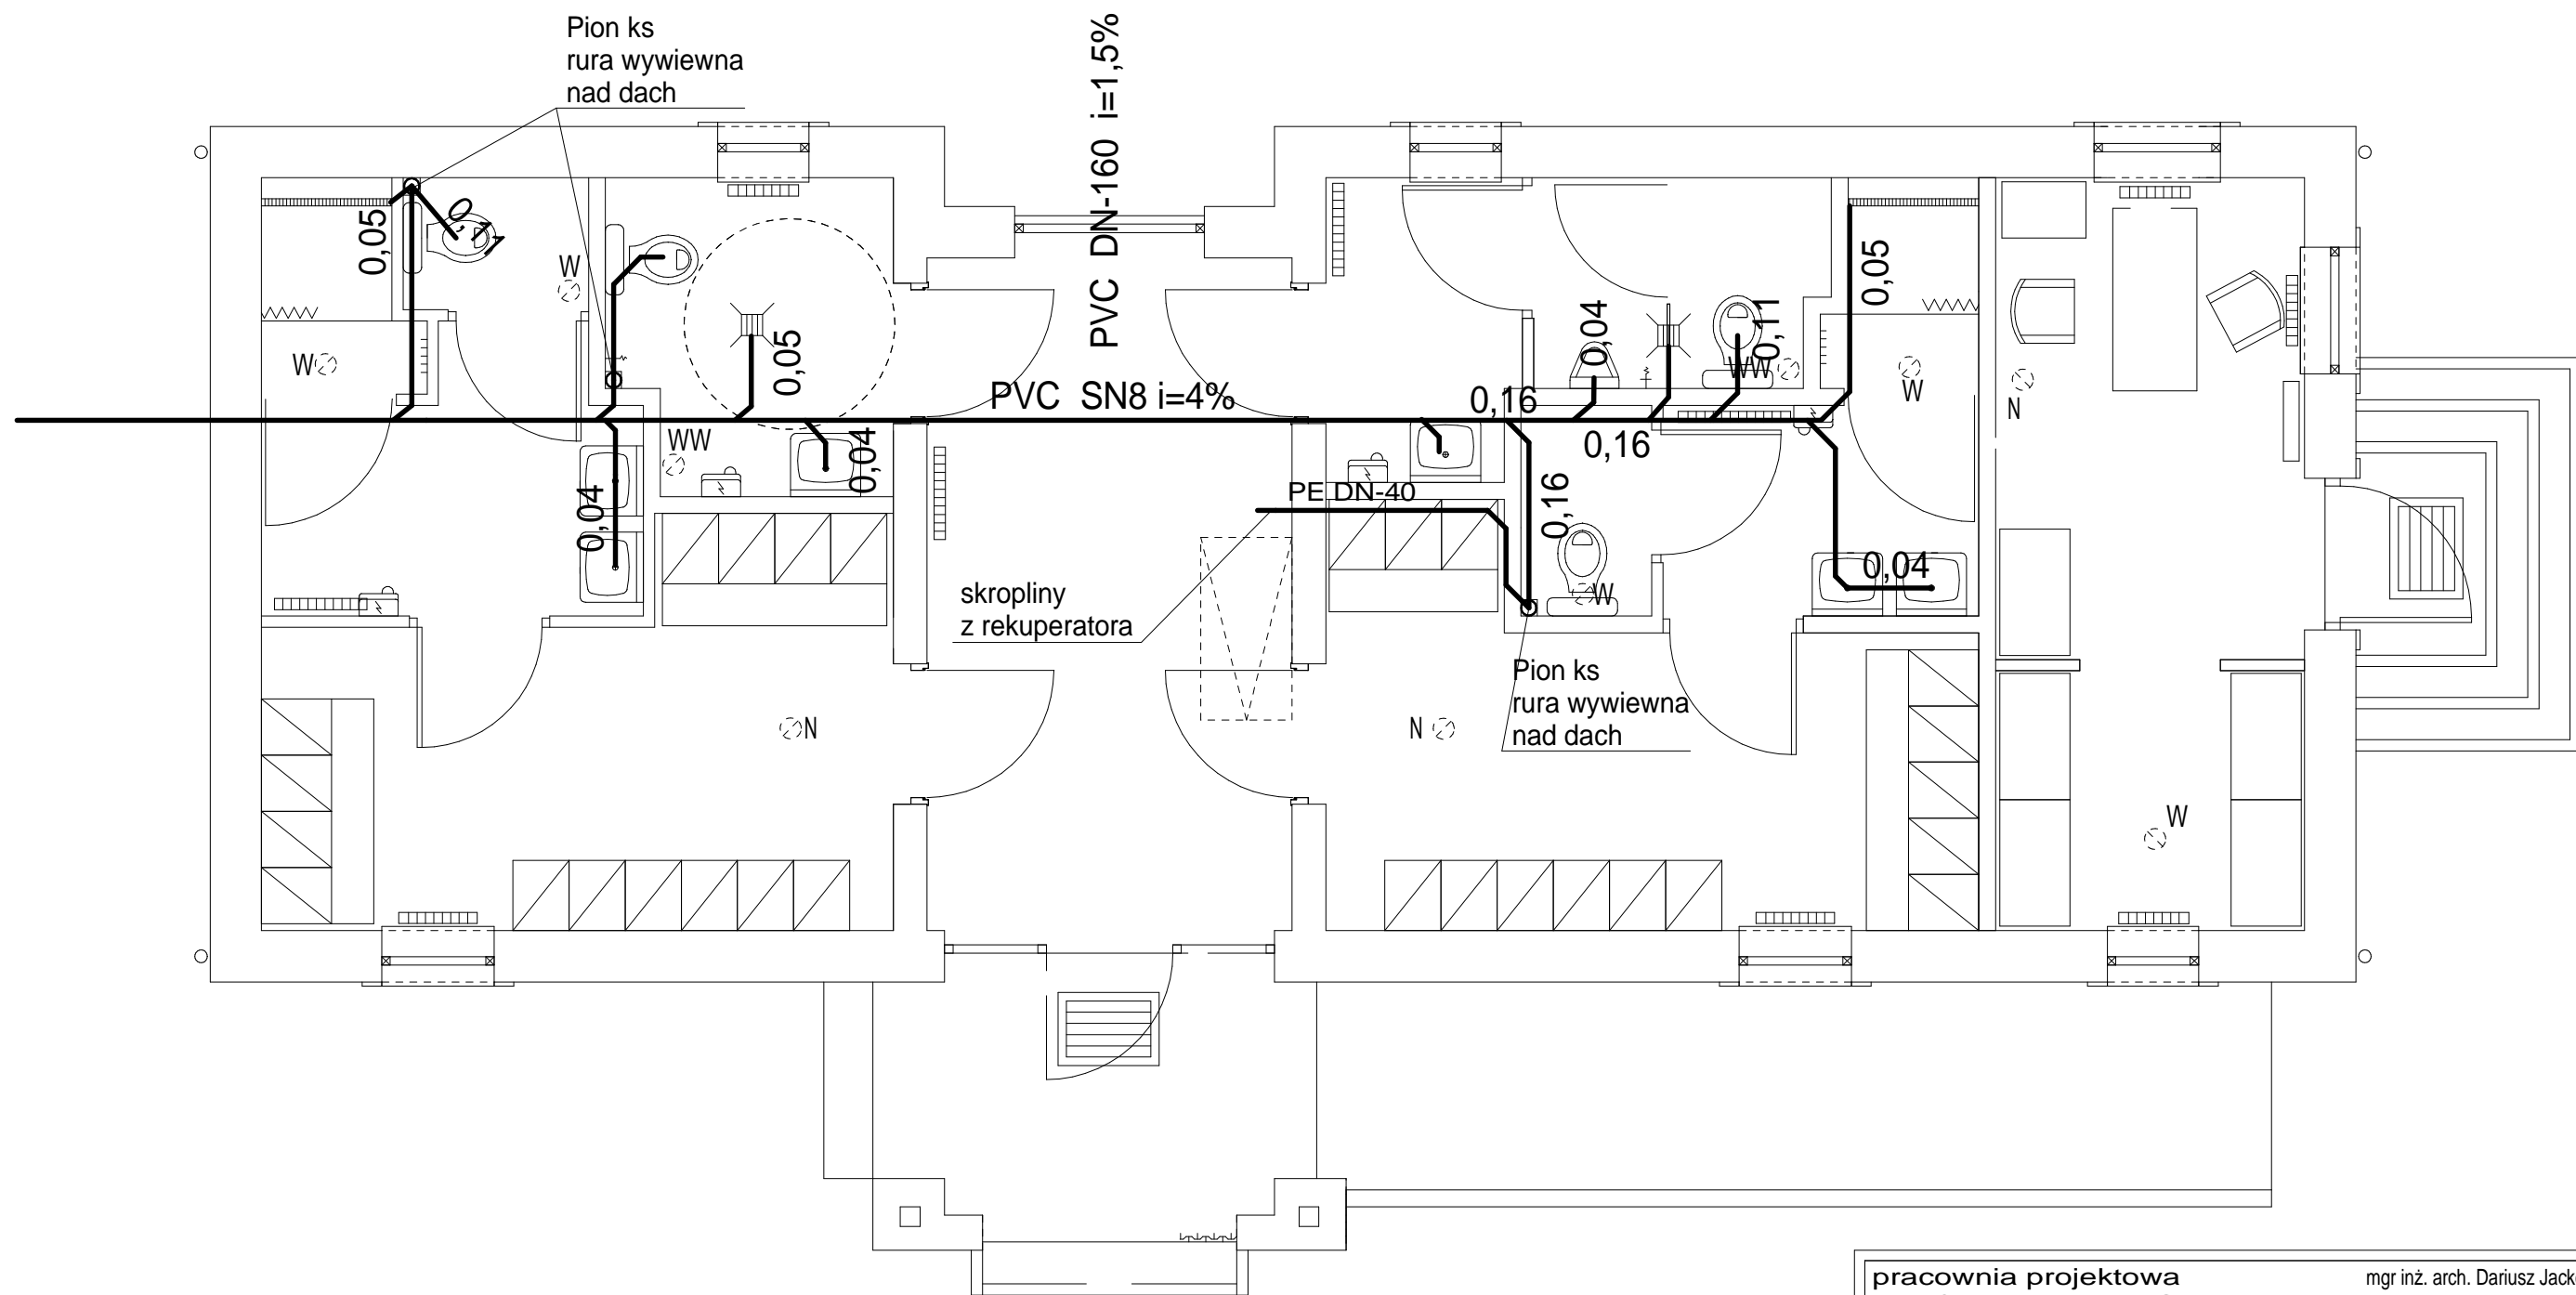 Pion ks
rura wywiewna
nad dach
PVC DN-160 i=1,5%
0,05
0,11
W
W
0,05
PVC SN8 i=4%
WW
0,04
0,04
0,16
0,16
0,04
0,11
WW
0,05
W
N
PE DN-40
0,16
W
0,04
skropliny
z rekuperatora
Pion ks
rura wywiewna
nad dach
N
N
W
pracownia projektowa
mgr inż. arch. Dariusz